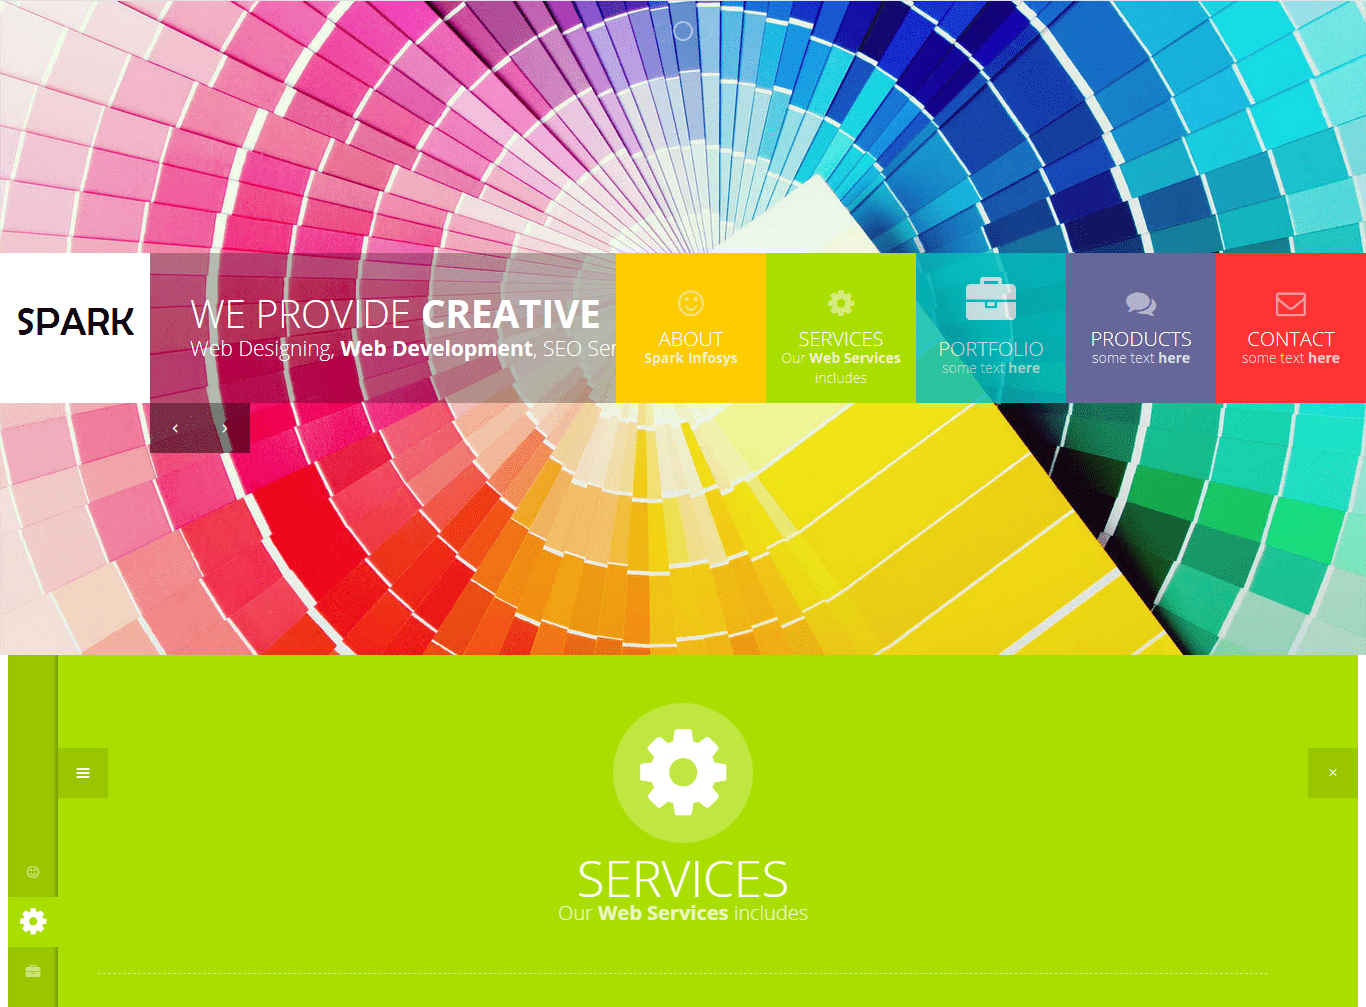 SPARK
WE PROVIDE CREATIVE
Web Designing, Web Development, SEO Ser
ABOUT
Spark Infosys
SERVICES
Our Web Services
includes
PORTFOLIO
some text here
PRODUCTS
some text here
CONTACT
some text here
SERVICES
Our Web Services includes